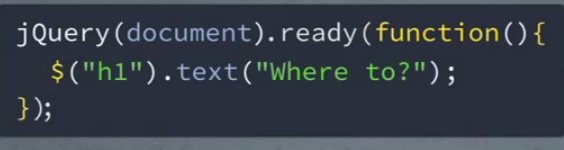 jQuery(document).ready(function(){
  $("h1").text("Where to?");
});